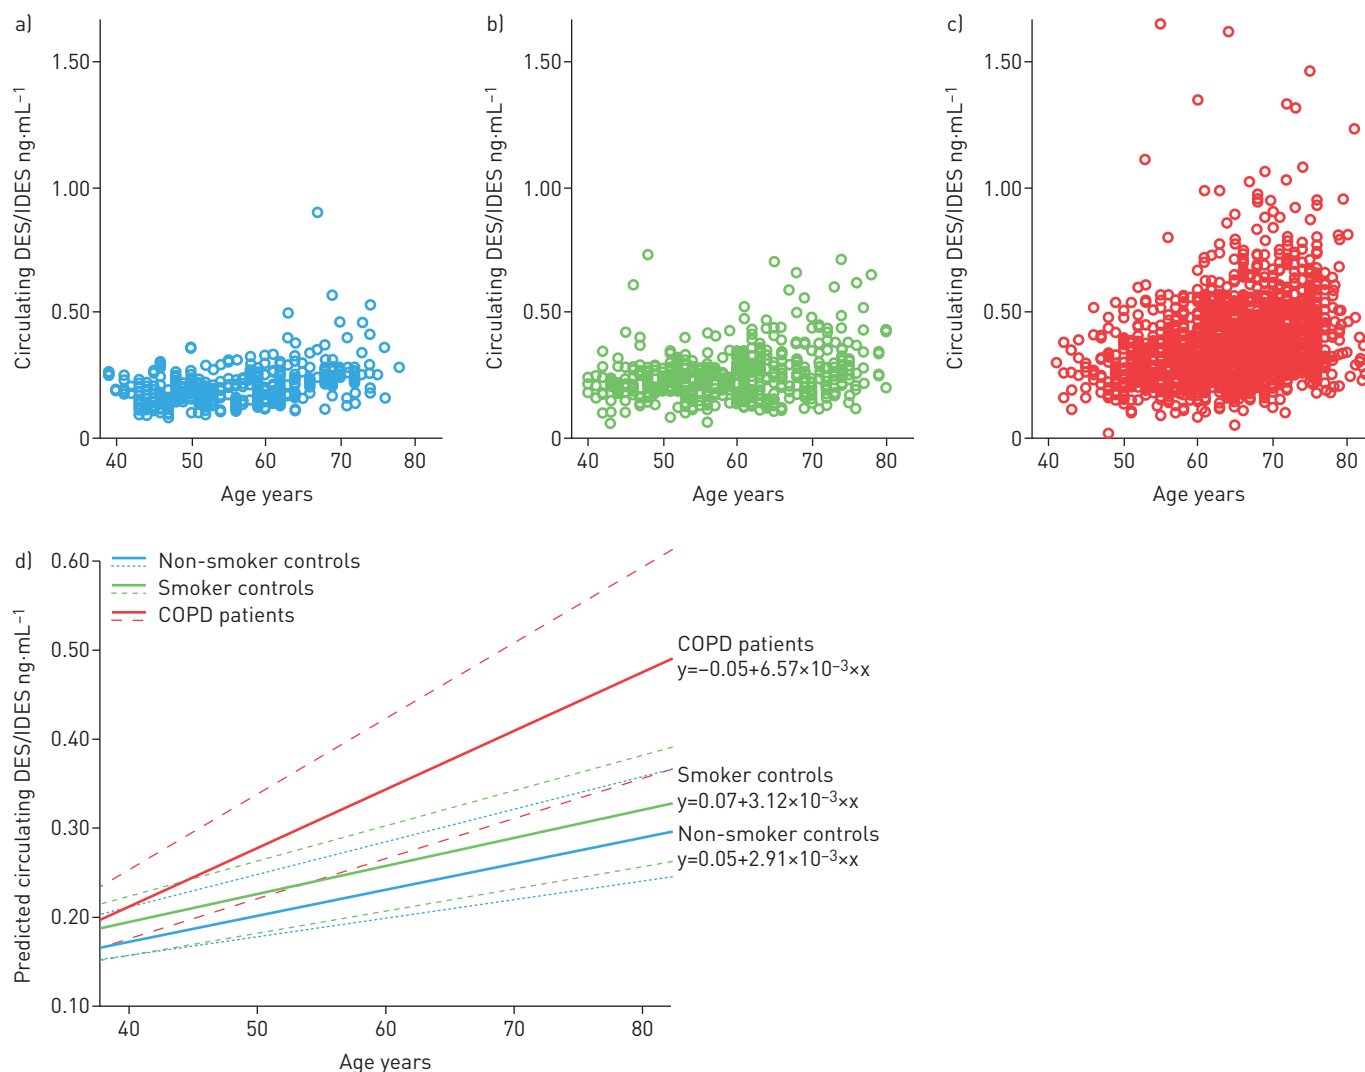 a)
Circulating DES/IDES ng·mL⁻¹
1.50
1.00
0.50
0
40 50 60 70 80
Age years
b)
Circulating DES/IDES ng·mL⁻¹
1.50
1.00
0.50
0
40 50 60 70 80
Age years
c)
Circulating DES/IDES ng·mL⁻¹
1.50
1.00
0.50
0
40 50 60 70 80
Age years
d)
Predicted circulating DES/IDES ng·mL⁻¹
0.60
0.50
0.40
0.30
0.20
0.10
40 50 60 70 80
Age years
Non-smoker controls
Smoker controls
COPD patients
COPD patients
y=−0.05+6.57×10⁻³×x
Smoker controls
y=0.07+3.12×10⁻³×x
Non-smoker controls
y=0.05+2.91×10⁻³×x